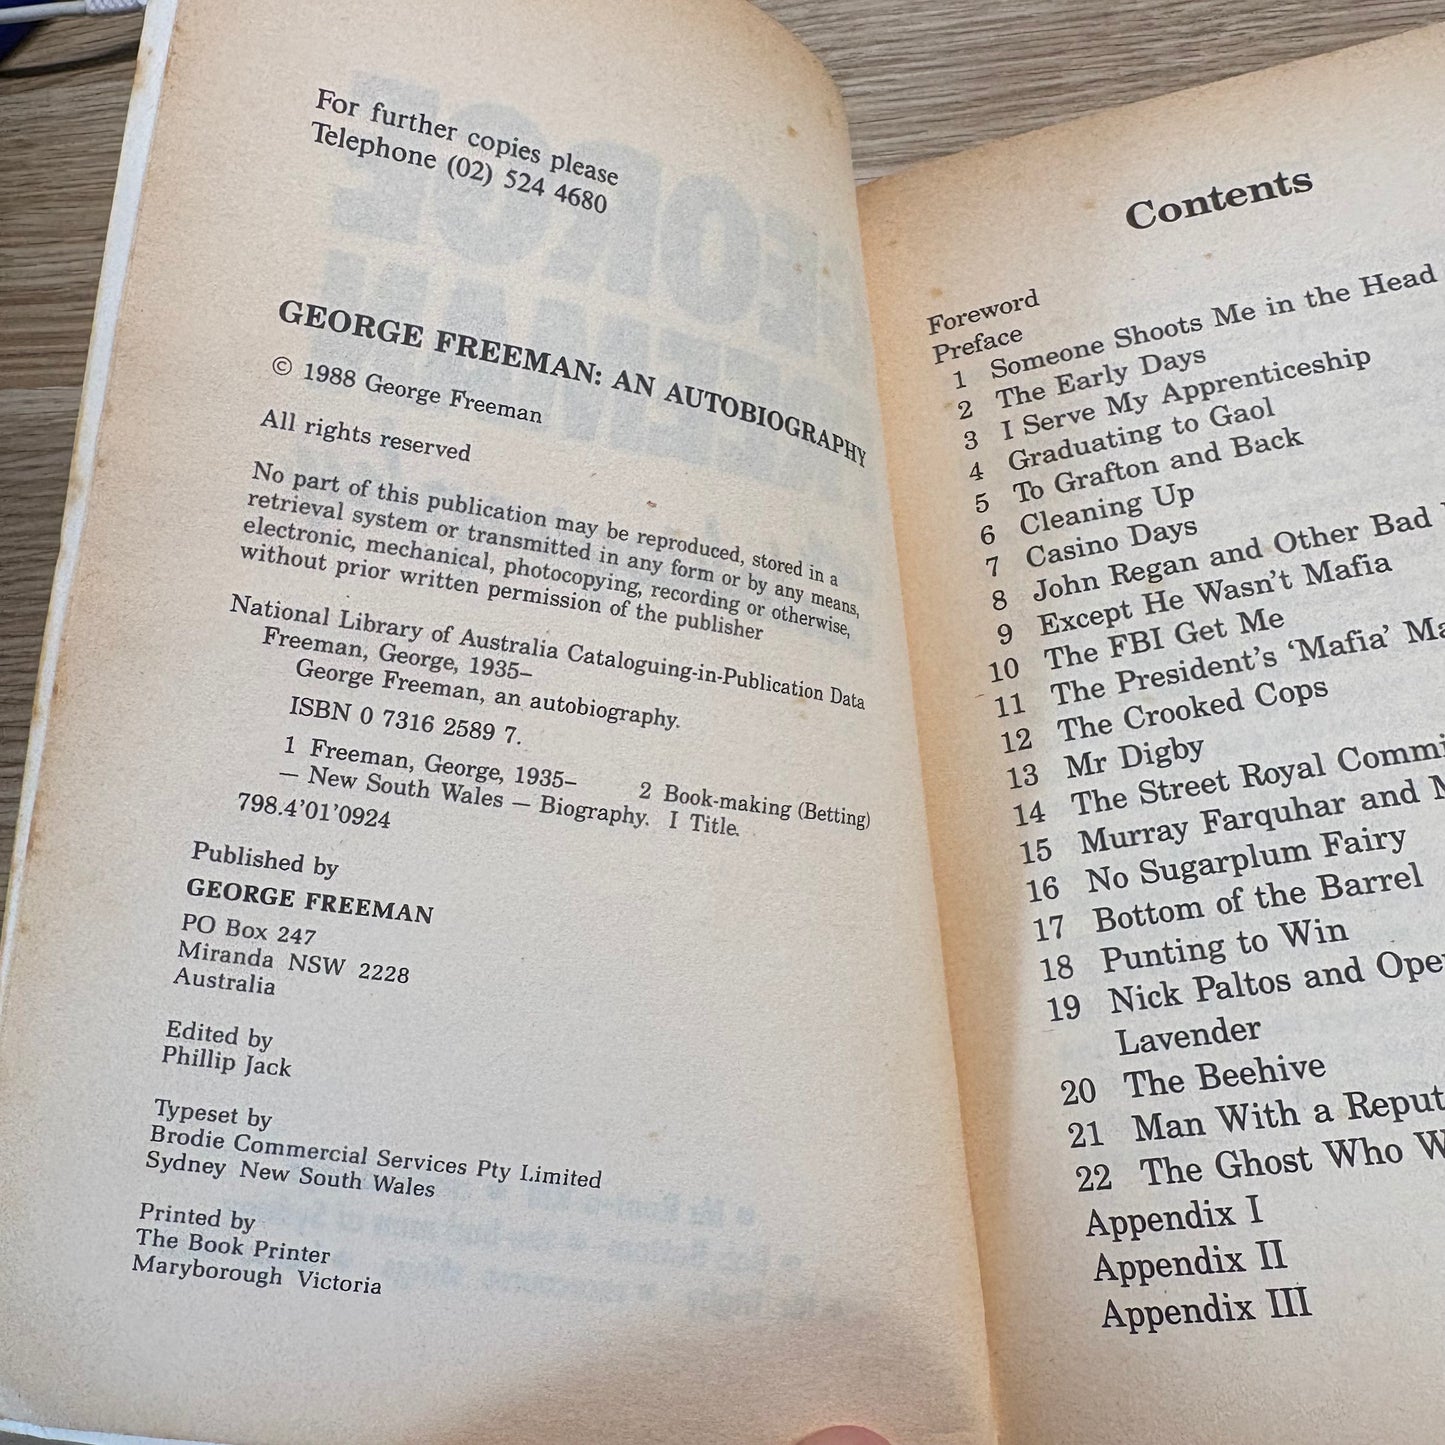 For further copies please
Telephone (02) 524 4680
GEORGE FREEMAN: AN AUTOBIOGRAPHY
© 1988 George Freeman
All rights reserved
No part of this publication may be reproduced, stored in a
retrieval system or transmitted in any form or by any means,
electronic, mechanical, photocopying, recording or otherwise,
without prior written permission of the publisher
National Library of Australia Cataloguing-in-Publication Data
Freeman, George, 1935–
George Freeman, an autobiography.
ISBN 0 7316 2589 7.
1 Freeman, George, 1935– 2 Book-making (Betting)
— New South Wales — Biography. I Title.
798.4'01'0924
Published by
GEORGE FREEMAN
PO Box 247
Miranda NSW 2228
Australia
Edited by
Phillip Jack
Typeset by
Brodie Commercial Services Pty Limited
Sydney New South Wales
Printed by
The Book Printer
Maryborough Victoria
Contents
Foreword
Preface
1 Someone Shoots Me in the Head
2 The Early Days
3 I Serve My Apprenticeship
4 Graduating to Gaol
5 To Grafton and Back
6 Cleaning Up
7 Casino Days
8 John Regan and Other Bad
9 Except He Wasn't Mafia
10 The FBI Get Me
11 The President's 'Mafia'
12 The Crooked Cops
13 Mr Digby
14 The Street Royal
15 Murray Farquhar and
16 No Sugarplum Fairy
17 Bottom of the Barrel
18 Punting to Win
19 Nick Paltos and
Lavender
20 The Beehive
21 Man With a
22 The Ghost Who
Appendix I
Appendix II
Appendix III